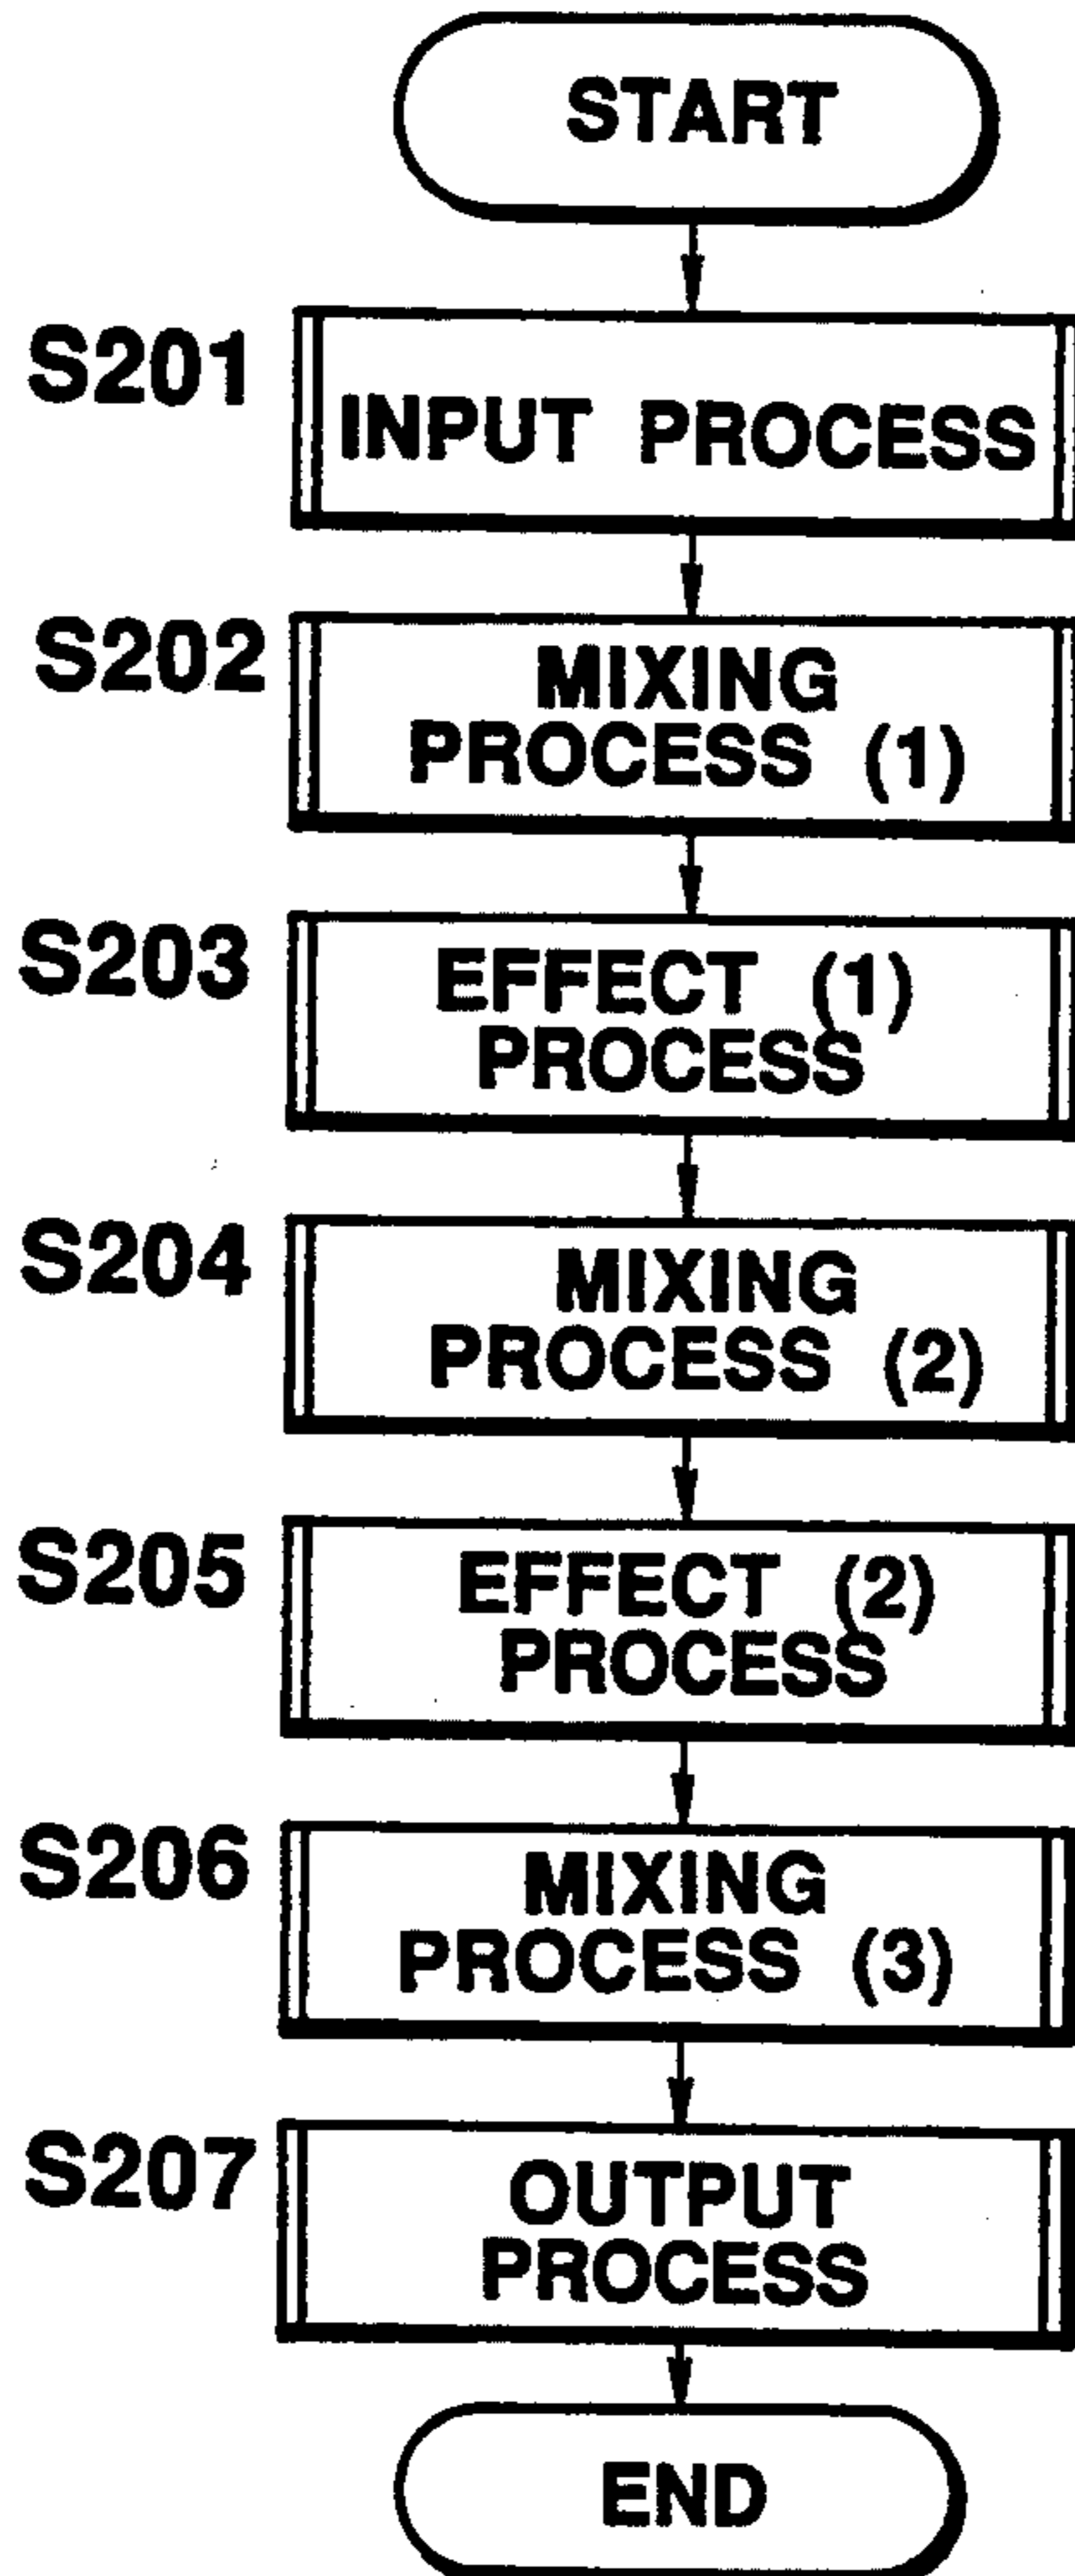 START
S201
INPUT PROCESS
S202
MIXING
PROCESS (1)
S203
EFFECT (1)
PROCESS
S204
MIXING
PROCESS (2)
S205
EFFECT (2)
PROCESS
S206
MIXING
PROCESS (3)
S207
OUTPUT
PROCESS
END